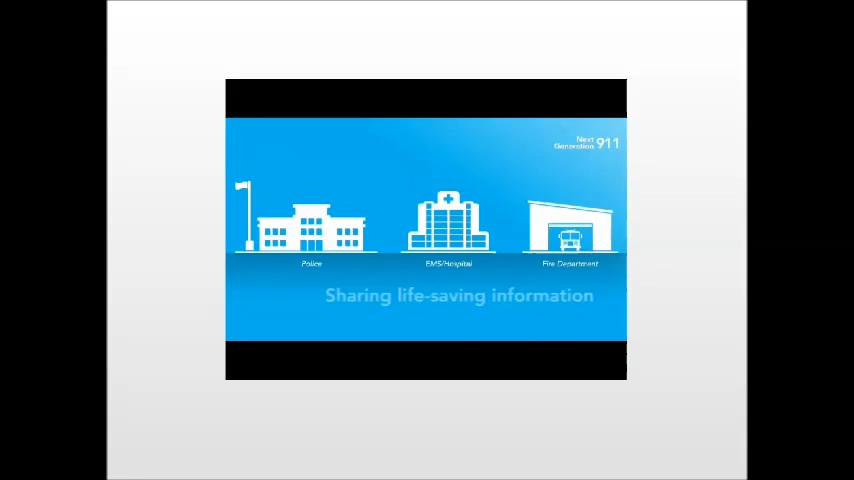 Next
Generation 911
Police
EMS/Hospital
Fire Department
Sharing life-saving information